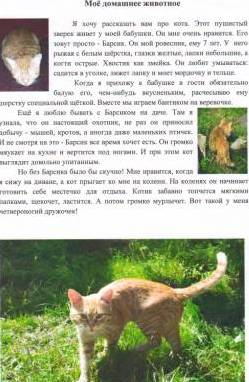 Моё домашнее животное
Я хочу рассказать вам про кота. Этот пушистый
зверек живет у моей бабушки. Он мне очень нравится. Его
зовут просто - Барсик. Он мой ровесник, ему 7 лет. У него
рыжая с белым шёрстка, глазки желтые, лапки небольшие, а
когти острые. Хвостик как змейка. Он любит умываться:
садится в уголке, лижет лапку и моет мордочку и тельце.
Когда я прихожу к бабушке в гости обязательно
балую его, чем-нибудь вкусненьким, расчесываю ему
шерстку специальной щёткой. Вместе мы играем бантиком на веревочке.
Ещё я люблю бывать с Барсиком на даче. Там я
узнала, что он настоящий охотник, не раз он приносил
добычу – мышей, кротов, а иногда даже маленьких птичек.
И не смотря на это - Барсик все время хочет есть. Он громко
мяукает на кухне и вертится под ногами. И при этом кот
выглядит довольно упитанным.
Но без Барсика было бы скучно! Мне нравится, когда
я сижу на диване, а кот прыгает ко мне на колени. На коленях он начинает
готовить себе местечко для отдыха. Котик забавно топчется мягкими
лапками, щекочет, ластится. А потом громко мурлычет. Вот такой у меня
четвероногий дружочек!